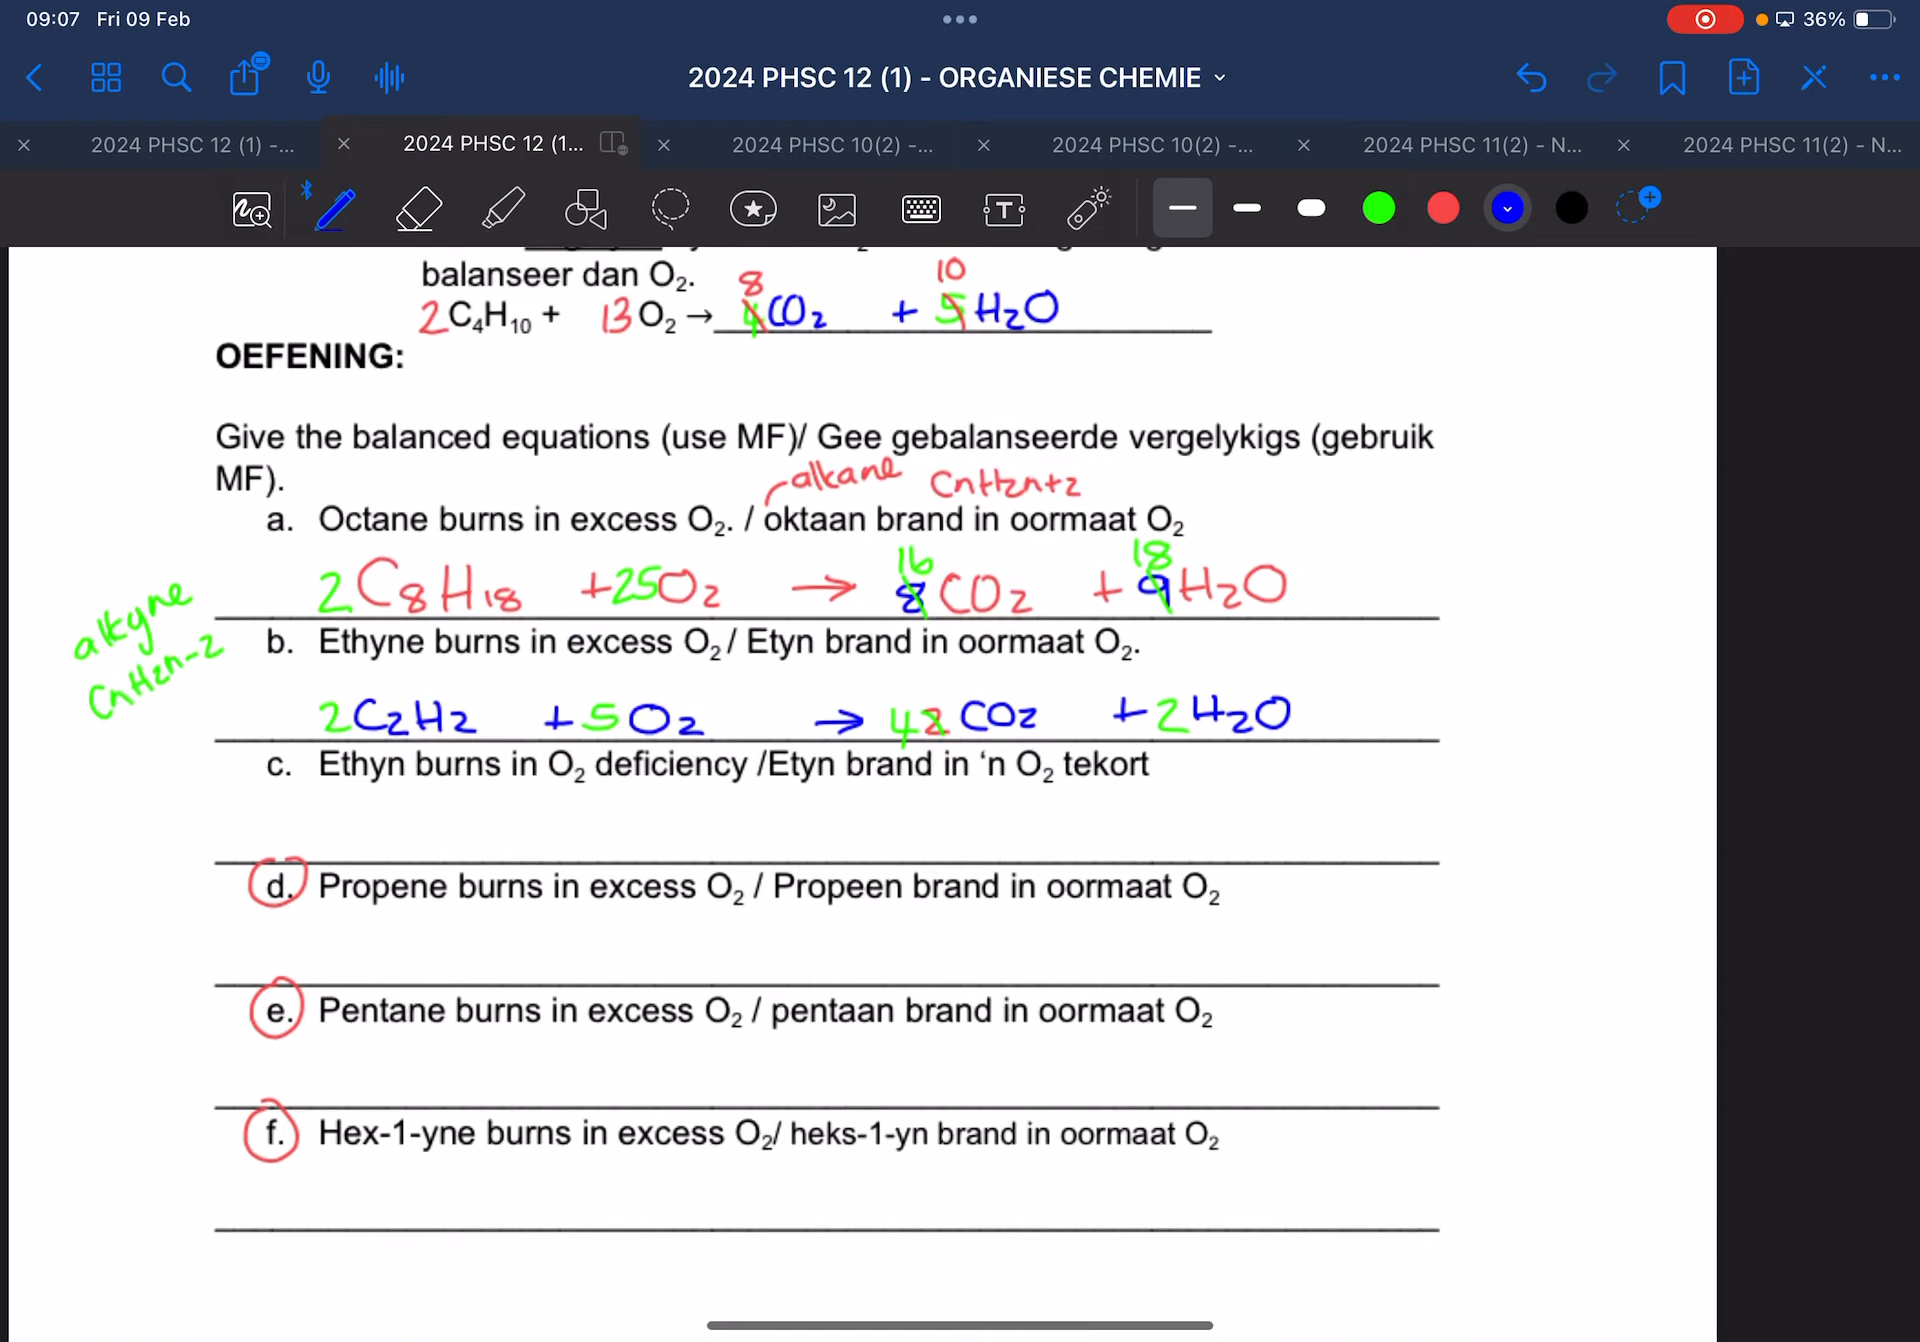 09:07 Fri 09 Feb
36%
2024 PHSC 12 (1) - ORGANIESE CHEMIE
2024 PHSC 12 (1) -...
2024 PHSC 12 (1...
2024 PHSC 10(2) -...
2024 PHSC 10(2) -...
2024 PHSC 11(2) - N...
2024 PHSC 11(2) - N...
balanseer dan O₂.
8 10
2C₄H₁₀ + 13O₂ → 4CO₂ + 5H₂O
OEFENING:
Give the balanced equations (use MF)/ Gee gebalanseerde vergelykigs (gebruik
MF).
alkane CnH2n+2
a. Octane burns in excess O₂. / oktaan brand in oormaat O₂
16 18
2C₈H₁₈ +25O₂ → 8CO₂ + 9H₂O
alkyne
CnH2n-2
b. Ethyne burns in excess O₂/ Etyn brand in oormaat O₂.
2C₂H₂ +5O₂ → 42CO₂ +2H₂O
c. Ethyn burns in O₂ deficiency /Etyn brand in ‘n O₂ tekort
d. Propene burns in excess O₂ / Propeen brand in oormaat O₂
e. Pentane burns in excess O₂ / pentaan brand in oormaat O₂
f. Hex-1-yne burns in excess O₂/ heks-1-yn brand in oormaat O₂